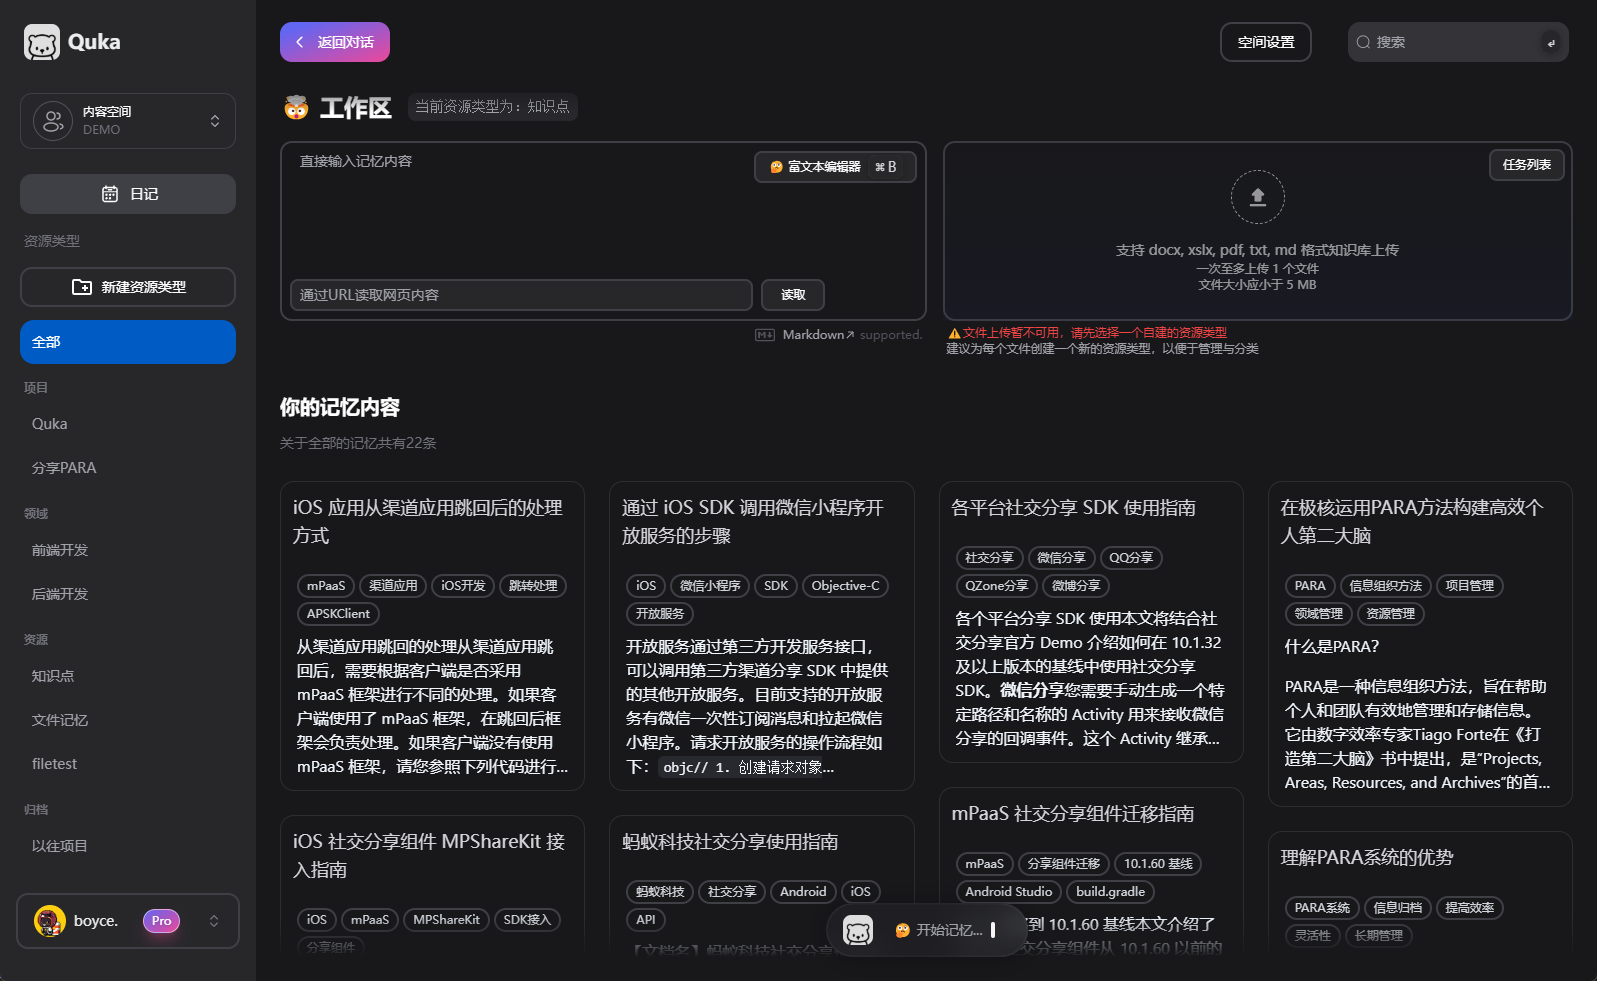 Quka
内容空间
DEMO
日记
资源类型
新建资源类型
全部
项目
Quka
分享PARA
领域
前端开发
后端开发
资源
知识点
文件记忆
filetest
归档
以往项目
boyce.
Pro
返回对话
空间设置
搜索
工作区
当前资源类型为：知识点
直接输入记忆内容
富文本编辑器 ⌘ B
通过URL读取网页内容
读取
Markdown↗ supported.
任务列表
支持 docx, xslx, pdf, txt, md 格式知识库上传
一次至多上传 1 个文件
文件大小应小于 5 MB
⚠️文件上传暂不可用，请先选择一个自建的资源类型
建议为每个文件创建一个新的资源类型，以便于管理与分类
你的记忆内容
关于全部的记忆共有22条
iOS 应用从渠道应用跳回后的处理
方式
mPaaS 渠道应用 iOS开发 跳转处理
APSKClient
从渠道应用跳回的处理从渠道应用跳
回后，需要根据客户端是否采用
mPaaS 框架进行不同的处理。如果客
户端使用了 mPaaS 框架，在跳回后框
架会负责处理。如果客户端没有使用
mPaaS 框架，请您参照下列代码进行...
通过 iOS SDK 调用微信小程序开
放服务的步骤
iOS 微信小程序 SDK Objective-C
开放服务
开放服务通过第三方开发服务接口，
可以调用第三方渠道分享 SDK 中提供
的其他开放服务。目前支持的开放服
务有微信一次性订阅消息和拉起微信
小程序。请求开放服务的操作流程如
下： objc// 1. 创建请求对象...
各平台社交分享 SDK 使用指南
社交分享 微信分享 QQ分享
QZone分享 微博分享
各个平台分享 SDK 使用本文将结合社
交分享官方 Demo 介绍如何在 10.1.32
及以上版本的基线中使用社交分享
SDK。微信分享您需要手动生成一个特
定路径和名称的 Activity 用来接收微信
分享的回调事件。这个 Activity 继承...
在极核运用PARA方法构建高效个
人第二大脑
PARA 信息组织方法 项目管理
领域管理 资源管理
什么是PARA？
PARA是一种信息组织方法，旨在帮助
个人和团队有效地管理和存储信息。
它由数字效率专家Tiago Forte在《打
造第二大脑》书中提出，是“Projects,
Areas, Resources, and Archives”的首...
iOS 社交分享组件 MPShareKit 接
入指南
iOS mPaaS MPShareKit SDK接入
分享组件
蚂蚁科技社交分享使用指南
蚂蚁科技 社交分享 Android iOS
API
【文档名】蚂蚁科技社交分享
mPaaS 社交分享组件迁移指南
mPaaS 分享组件迁移 10.1.60 基线
Android Studio build.gradle
到 10.1.60 基线本文介绍了
交分享组件从 10.1.60 以前的
理解PARA系统的优势
PARA系统 信息归档 提高效率
灵活性 长期管理
开始记忆...